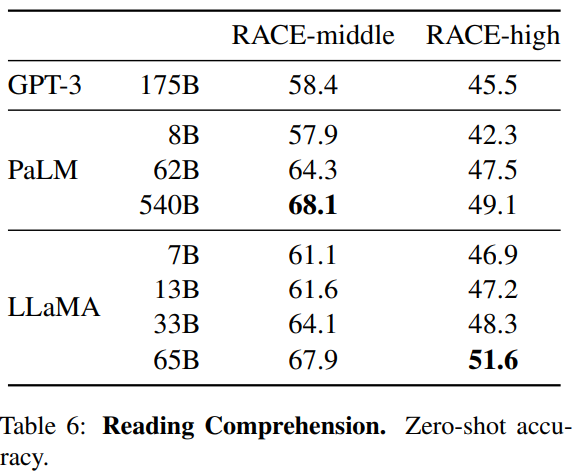 RACE-middle RACE-high
GPT-3 175B 58.4 45.5
8B 57.9 42.3
PaLM 62B 64.3 47.5
540B 68.1 49.1
7B 61.1 46.9
13B 61.6 47.2
LLaMA
33B 64.1 48.3
65B 67.9 51.6
Table 6: Reading Comprehension. Zero-shot accu-
racy.